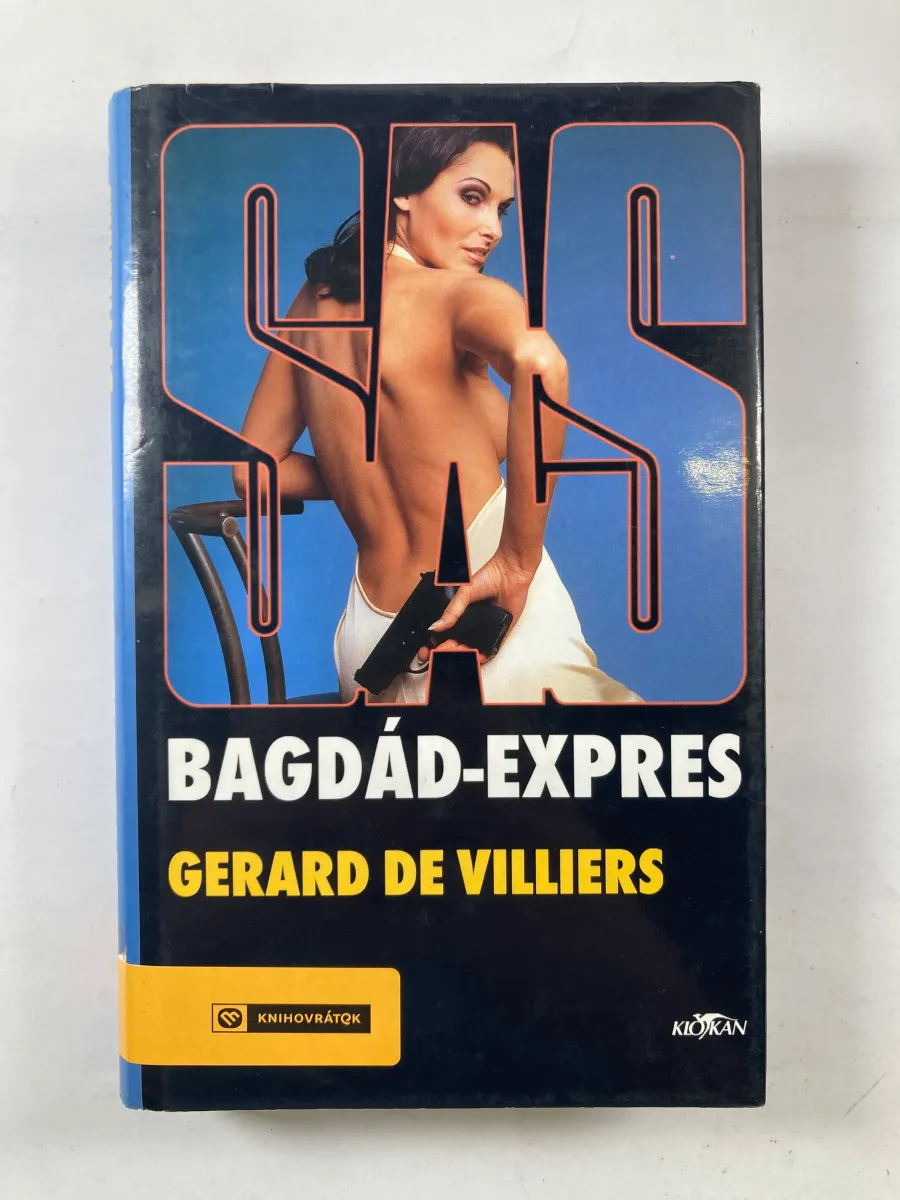 SAS
BAGDÁD-EXPRES
GERARD DE VILLIERS
KNIHOVRÁTEK
KLOKAN